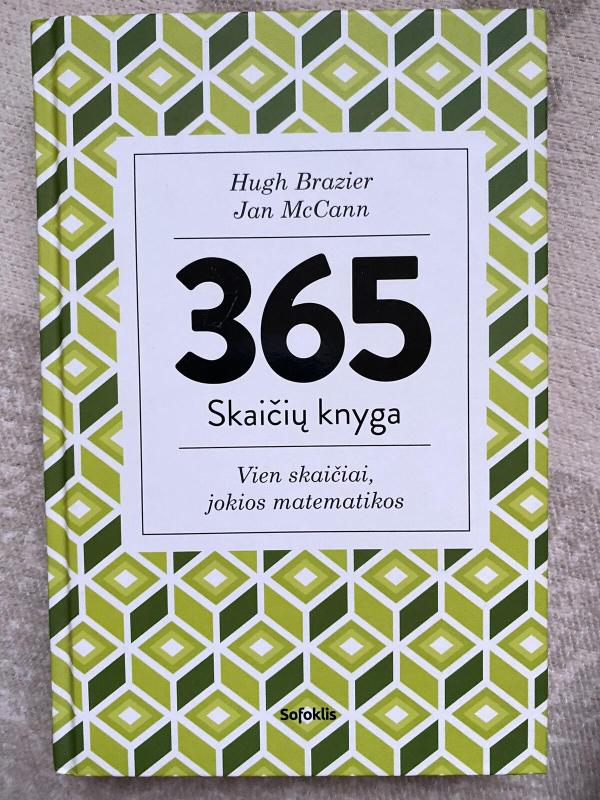 Hugh Brazier
Jan McCann
365
Skaičių knyga
Vien skaičiai,
jokios matematikos
Sofoklis